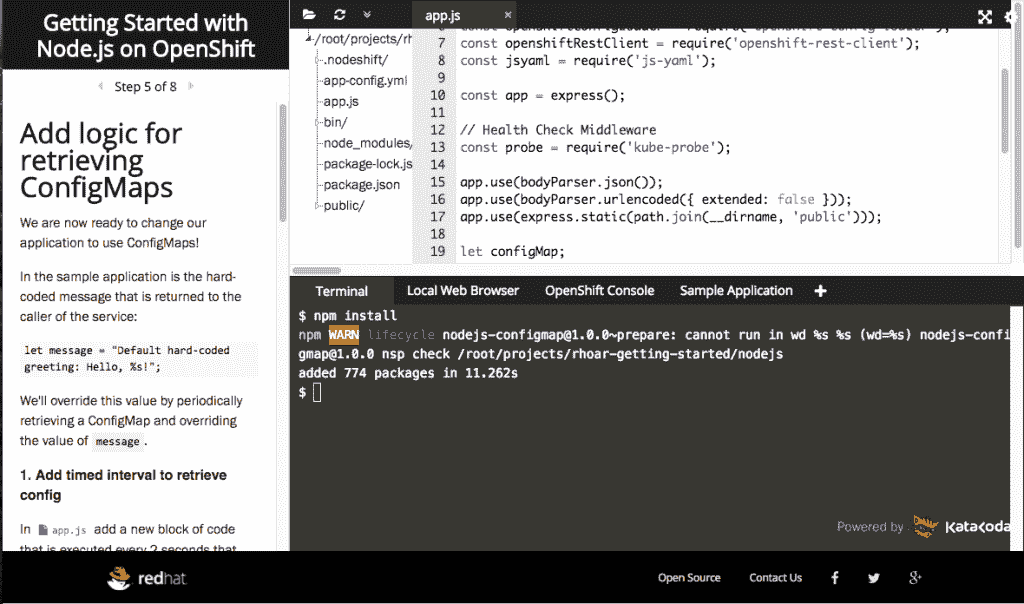 Getting Started with
Node.js on OpenShift
Step 5 of 8
Add logic for
retrieving
ConfigMaps
We are now ready to change our
application to use ConfigMaps!
In the sample application is the hard-
coded message that is returned to the
caller of the service:
let message = "Default hard-coded
greeting: Hello, %s!";
We'll override this value by periodically
retrieving a ConfigMap and overriding
the value of message .
1. Add timed interval to retrieve
config
In app.js add a new block of code
that is executed every 2 seconds that
app.js ×
/root/projects/rh
.nodeshift/
app-config.yml
app.js
bin/
node_modules/
package-lock.js
package.json
public/
7 const openshiftRestClient = require('openshift-rest-client');
8 const jsyaml = require('js-yaml');
9
10 const app = express();
11
12 // Health Check Middleware
13 const probe = require('kube-probe');
14
15 app.use(bodyParser.json());
16 app.use(bodyParser.urlencoded({ extended: false }));
17 app.use(express.static(path.join(__dirname, 'public')));
18
19 let configMap;
Terminal Local Web Browser OpenShift Console Sample Application +
$ npm install
npm WARN lifecycle nodejs-configmap@1.0.0~prepare: cannot run in wd %s %s (wd=%s) nodejs-confi
gmap@1.0.0 nsp check /root/projects/rhoar-getting-started/nodejs
added 774 packages in 11.262s
$
Powered by Katacoda
redhat. Open Source Contact Us